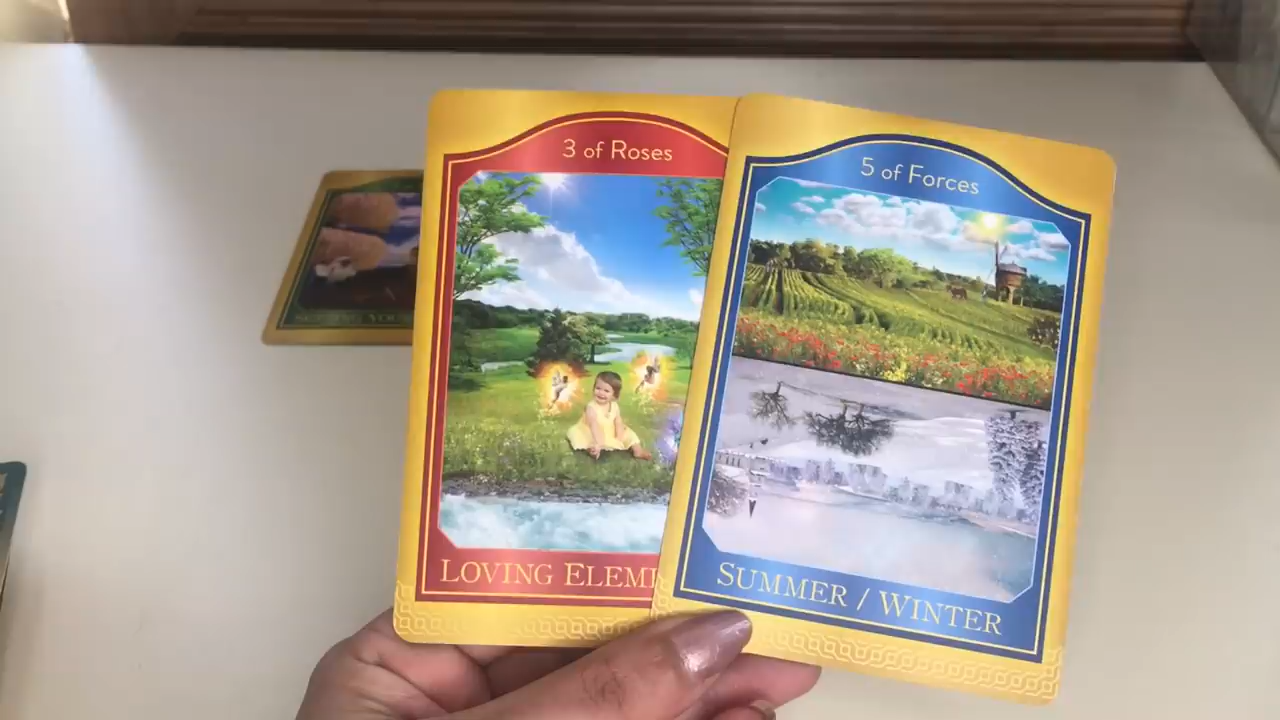 3 of Roses
LOVING ELEM
5 of Forces
SUMMER / WINTER